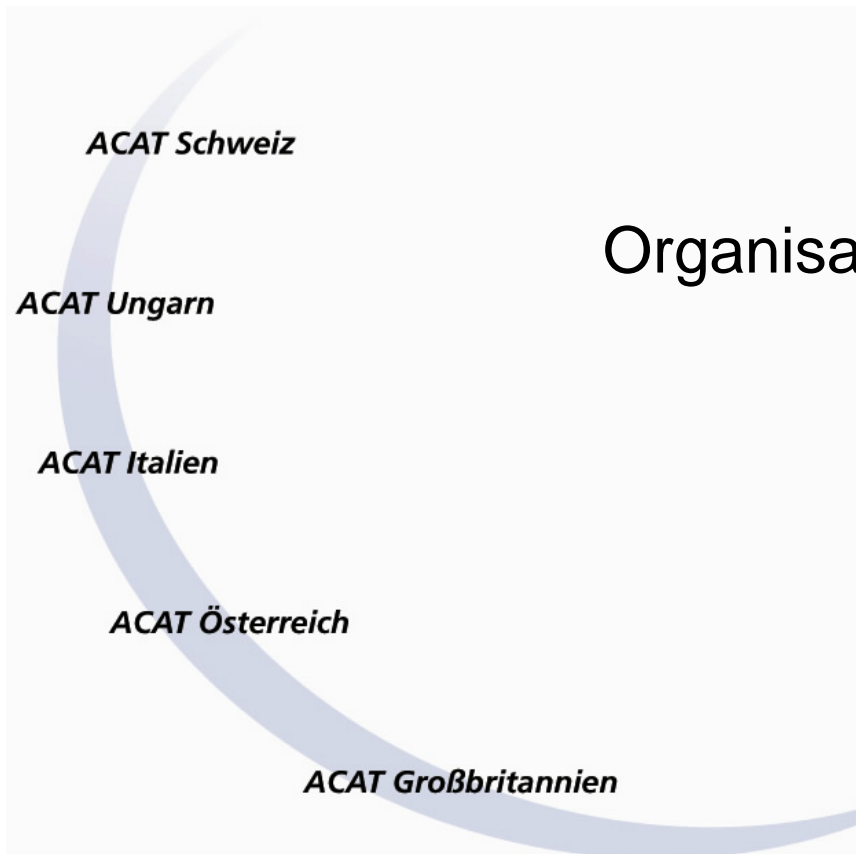 ACAT Schweiz
Organisa
ACAT Ungarn
ACAT Italien
ACAT Österreich
ACAT Großbritannien